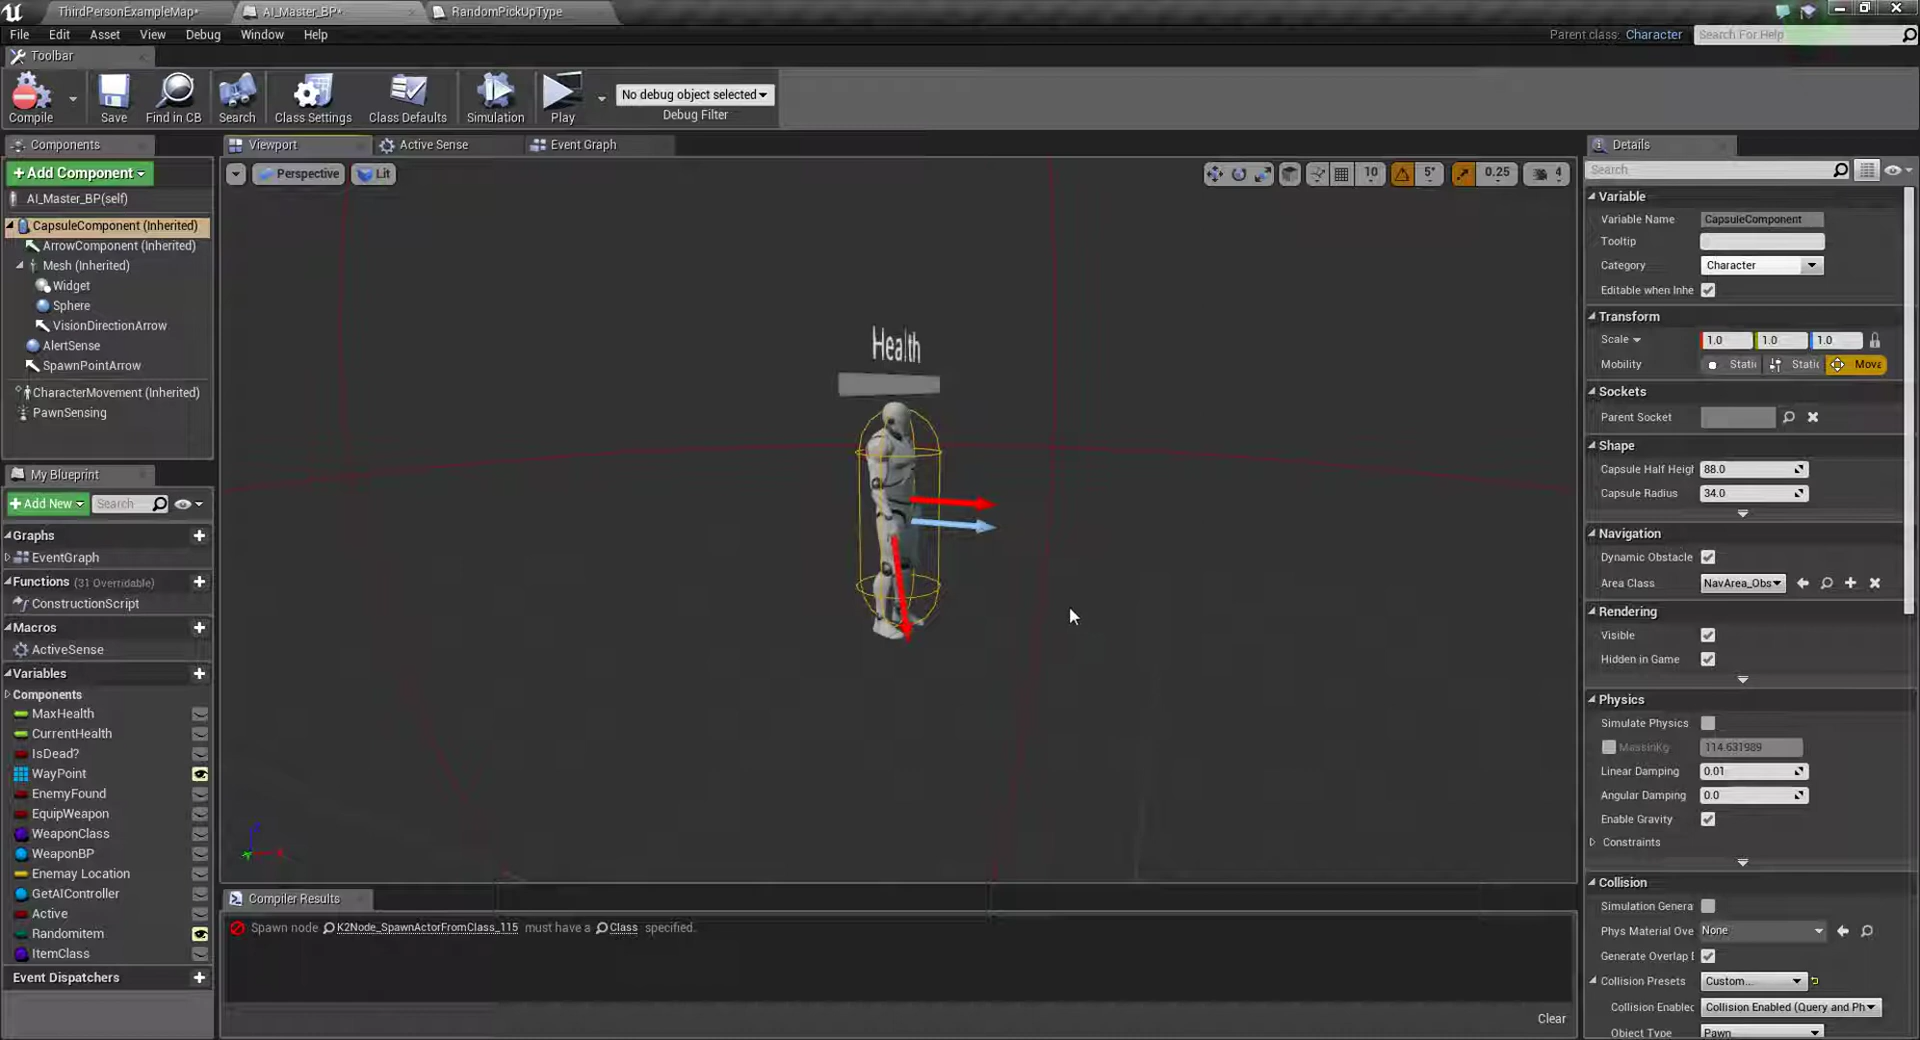 ThirdPersonExampleMap*
AI_Master_BP*
RandomPickUpType
File Edit Asset View Debug Window Help
Parent class: Character
Search For Help
Toolbar
Compile
Save
Find in CB
Search
Class Settings
Class Defaults
Simulation
Play
No debug object selected
Debug Filter
Components
+ Add Component
AI_Master_BP(self)
CapsuleComponent (Inherited)
ArrowComponent (Inherited)
Mesh (Inherited)
Widget
Sphere
VisionDirectionArrow
AlertSense
SpawnPointArrow
CharacterMovement (Inherited)
PawnSensing
My Blueprint
+ Add New
Search
Graphs
EventGraph
Functions (31 Overridable)
ConstructionScript
Macros
ActiveSense
Variables
Components
MaxHealth
CurrentHealth
IsDead?
WayPoint
EnemyFound
EquipWeapon
WeaponClass
WeaponBP
Enemay Location
GetAIController
Active
Randomitem
ItemClass
Event Dispatchers
Viewport
Active Sense
Event Graph
Perspective
Lit
10
5°
0.25
4
Health
Compiler Results
Spawn node K2Node_SpawnActorFromClass_115 must have a Class specified.
Clear
Details
Search
Variable
Variable Name CapsuleComponent
Tooltip
Category Character
Editable when Inhe
Transform
Scale 1.0 1.0 1.0
Mobility Stati Static Mova
Sockets
Parent Socket
Shape
Capsule Half Heigh 88.0
Capsule Radius 34.0
Navigation
Dynamic Obstacle
Area Class NavArea_Obs
Rendering
Visible
Hidden in Game
Physics
Simulate Physics
MassInKg 114.631989
Linear Damping 0.01
Angular Damping 0.0
Enable Gravity
Constraints
Collision
Simulation Genera
Phys Material Ove None
Generate Overlap E
Collision Presets Custom...
Collision Enabled Collision Enabled (Query and Ph
Object Type Pawn